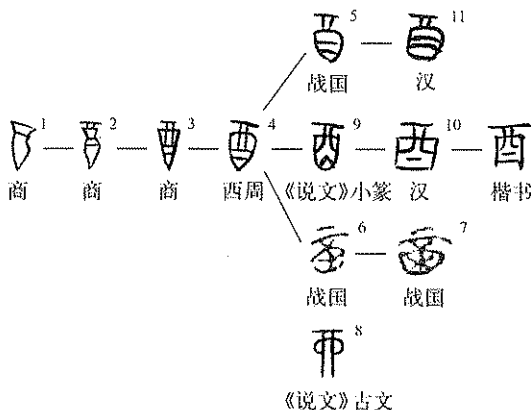 5 11
战国 汉
1 2 3 4 9 10 酉
商 商 商 西周 《说文》小篆 汉 楷书
6 7
战国 战国
8
《说文》古文